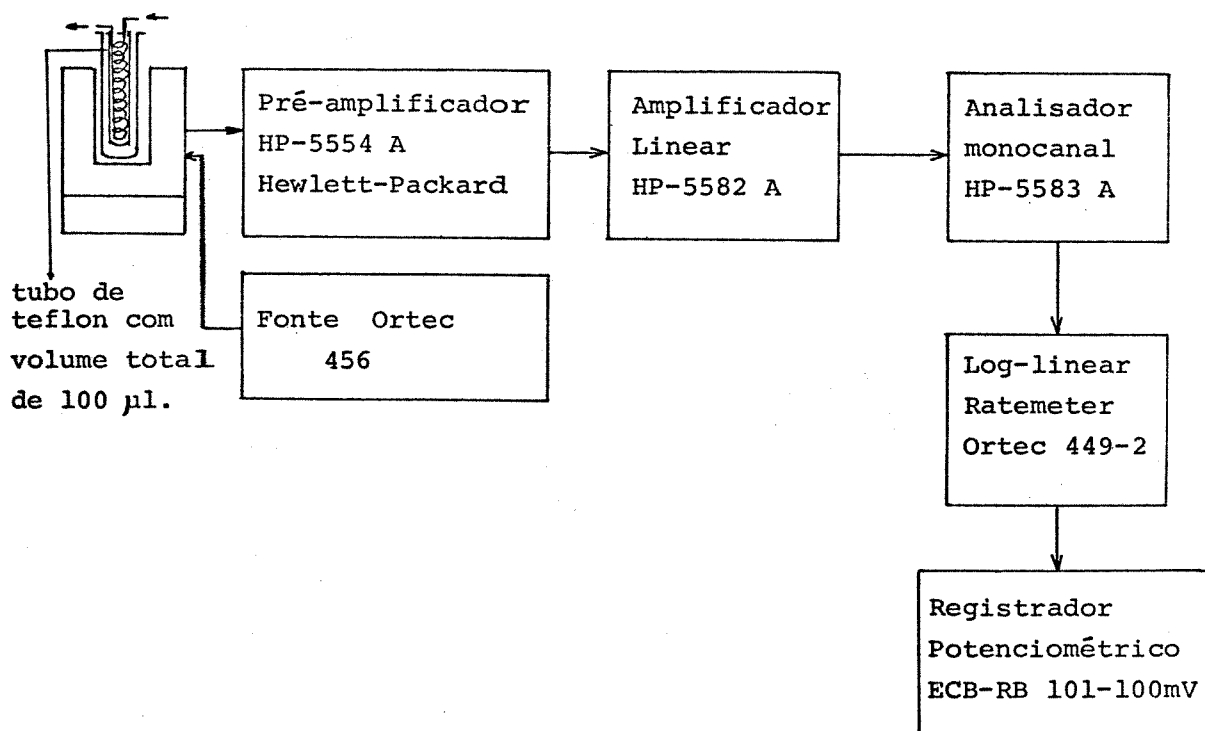 Pré-amplificador
HP-5554 A
Hewlett-Packard
Amplificador
Linear
HP-5582 A
Analisador
monocanal
HP-5583 A
tubo de
teflon com
volume total
de 100 µl.
Fonte Ortec
456
Log-linear
Ratemeter
Ortec 449-2
Registrador
Potenciométrico
ECB-RB 101-100mV